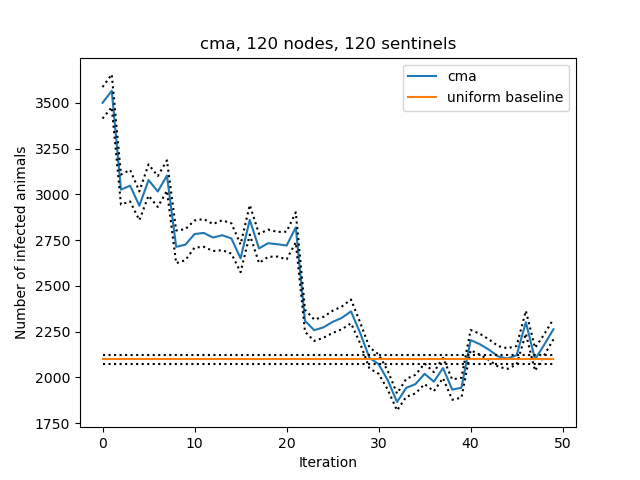 cma, 120 nodes, 120 sentinels
cma
uniform baseline
Number of infected animals
3500
3250
3000
2750
2500
2250
2000
1750
0
10
20
30
40
50
Iteration